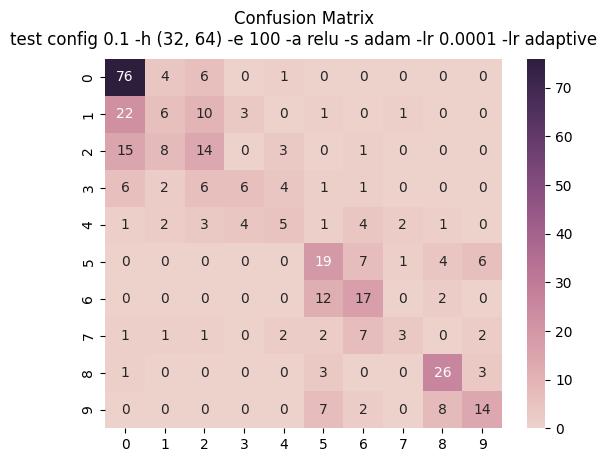 Confusion Matrix
test config 0.1 -h (32, 64) -e 100 -a relu -s adam -lr 0.0001 -lr adaptive
0 76 4 6 0 1 0 0 0 0 0
1 22 6 10 3 0 1 0 1 0 0
2 15 8 14 0 3 0 1 0 0 0
3 6 2 6 6 4 1 1 0 0 0
4 1 2 3 4 5 1 4 2 1 0
5 0 0 0 0 0 19 7 1 4 6
6 0 0 0 0 0 12 17 0 2 0
7 1 1 1 0 2 2 7 3 0 2
8 1 0 0 0 0 3 0 0 26 3
9 0 0 0 0 0 7 2 0 8 14
0 1 2 3 4 5 6 7 8 9
70
60
50
40
30
20
10
0